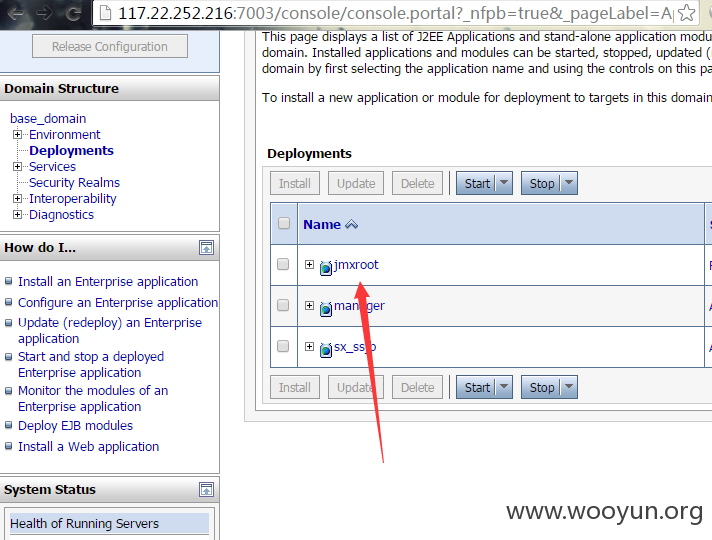 117.22.252.216:7003/console/console.portal?_nfpb=true&_pageLabel=A
Release Configuration
Domain Structure
base_domain
Environment
Deployments
Services
Security Realms
Interoperability
Diagnostics
How do I...
Install an Enterprise application
Configure an Enterprise application
Update (redeploy) an Enterprise
application
Start and stop a deployed
Enterprise application
Monitor the modules of an
Enterprise application
Deploy EJB modules
Install a Web application
System Status
Health of Running Servers
This page displays a list of J2EE Applications and stand-alone application modu
domain. Installed applications and modules can be started, stopped, updated (
domain by first selecting the application name and using the controls on this pa
To install a new application or module for deployment to targets in this domain
Deployments
Install Update Delete Start Stop
Name
jmxroot
manager
sx_ssjb
Install Update Delete Start Stop
www.wooyun.org